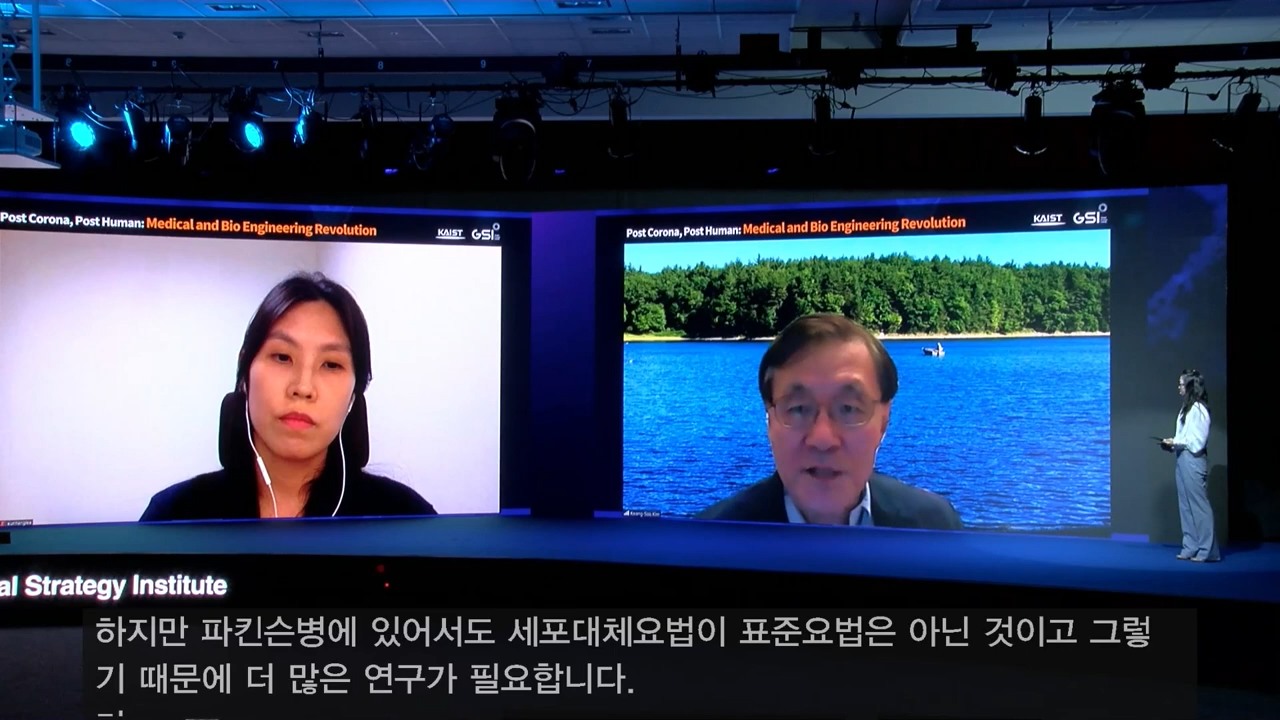 Post Corona, Post Human: Medical and Bio Engineering Revolution
KAIST GSI
Post Corona, Post Human: Medical and Bio Engineering Revolution
KAIST GSI
Kwang-Soo Kim
al Strategy Institute
하지만 파킨슨병에 있어서도 세포대체요법이 표준요법은 아닌 것이고 그렇
기 때문에 더 많은 연구가 필요합니다.